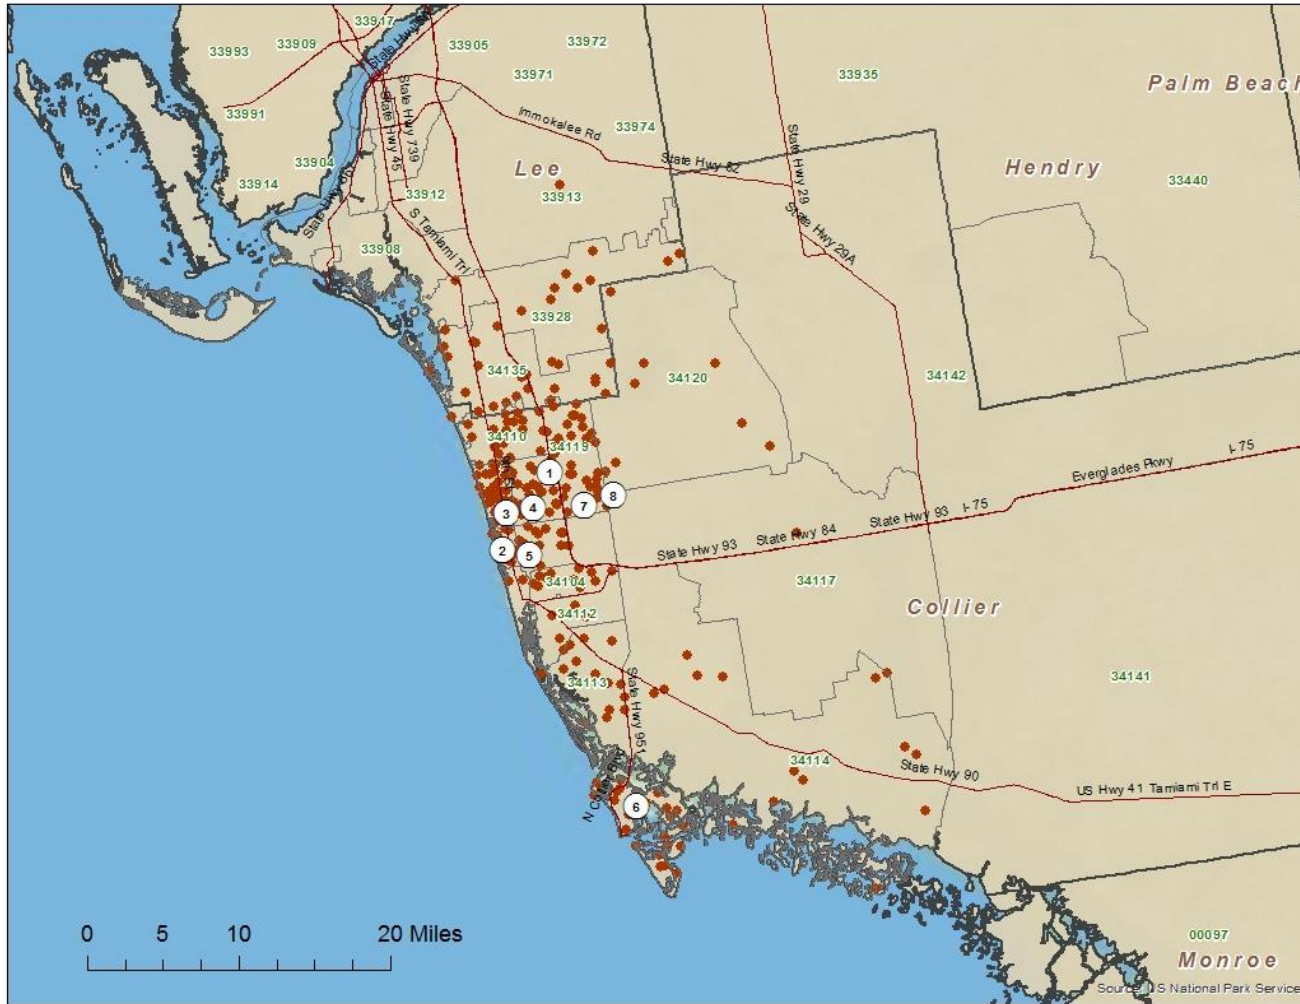 33917
33993
33909
33905
33972
33971
33935
Palm Beach
33991
State Hwy 739
State Hwy 45
Immokalee Rd
33974
33904
State Hwy 29
Hendry
33914
Lee
State Hwy 82
33440
33912
33913
State Hwy 29A
S Tamiami Trl
33908
33928
34135
34120
34142
34110
34119
1
I- 75
Everglades Pkwy
8
7
4
3
State Hwy 93
I- 75
State Hwy 84
2
5
State Hwy 93
34104
34117
34112
Collier
34113
State Hwy 951
34141
34114
State Hwy 90
US Hwy 41 Tamiami Trl E
N Collier Blvd
6
0 5 10 20 Miles
00097
Monroe
Source: US National Park Service